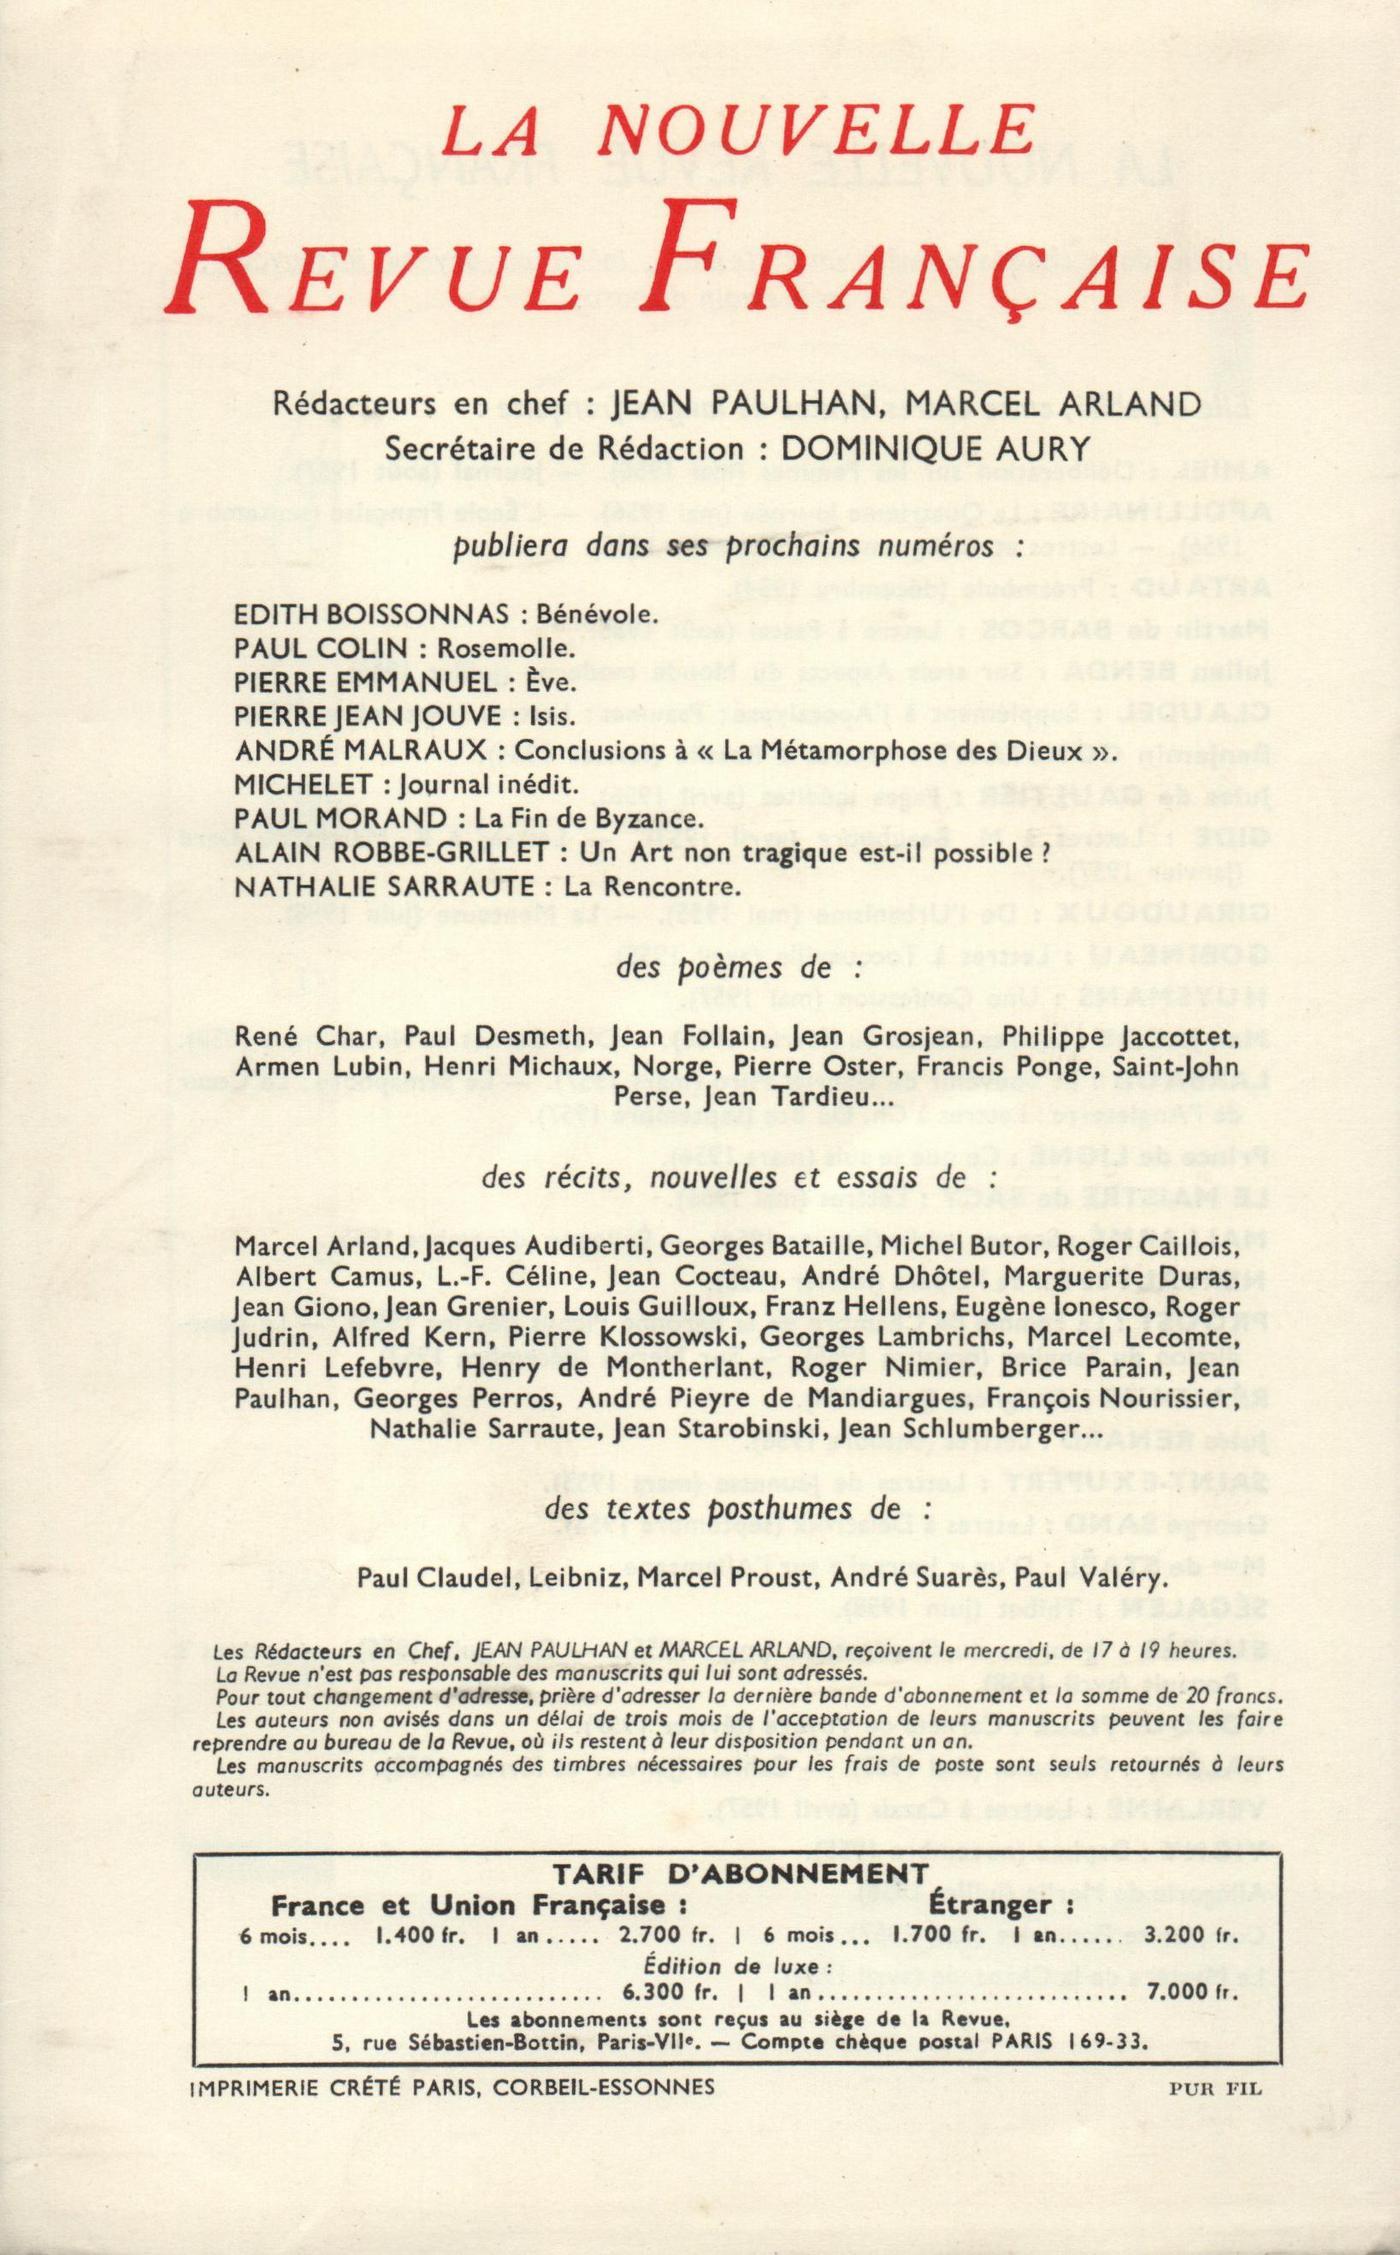 LA NOUVELLE
REVUE FRANÇAISE
Rédacteurs en chef : JEAN PAULHAN, MARCEL ARLAND
Secrétaire de Rédaction : DOMINIQUE AURY
publiera dans ses prochains numéros :
EDITH BOISSONNAS : Bénévole.
PAUL COLIN : Rosemolle.
PIERRE EMMANUEL : Ève.
PIERRE JEAN JOUVE : Isis.
ANDRÉ MALRAUX : Conclusions à « La Métamorphose des Dieux ».
MICHELET : Journal inédit.
PAUL MORAND : La Fin de Byzance.
ALAIN ROBBE-GRILLET : Un Art non tragique est-il possible ?
NATHALIE SARRAUTE : La Rencontre.
des poèmes de :
René Char, Paul Desmeth, Jean Follain, Jean Grosjean, Philippe Jaccottet,
Armen Lubin, Henri Michaux, Norge, Pierre Oster, Francis Ponge, Saint-John
Perse, Jean Tardieu...
des récits, nouvelles et essais de :
Marcel Arland, Jacques Audiberti, Georges Bataille, Michel Butor, Roger Caillois,
Albert Camus, L.-F. Céline, Jean Cocteau, André Dhôtel, Marguerite Duras,
Jean Giono, Jean Grenier, Louis Guilloux, Franz Hellens, Eugène Ionesco, Roger
Judrin, Alfred Kern, Pierre Klossowski, Georges Lambrichs, Marcel Lecomte,
Henri Lefebvre, Henry de Montherlant, Roger Nimier, Brice Parain, Jean
Paulhan, Georges Perros, André Pieyre de Mandiargues, François Nourissier,
Nathalie Sarraute, Jean Starobinski, Jean Schlumberger...
des textes posthumes de :
Paul Claudel, Leibniz, Marcel Proust, André Suarès, Paul Valéry.
Les Rédacteurs en Chef, JEAN PAULHAN et MARCEL ARLAND, reçoivent le mercredi, de 17 à 19 heures.
La Revue n'est pas responsable des manuscrits qui lui sont adressés.
Pour tout changement d'adresse, prière d'adresser la dernière bande d'abonnement et la somme de 20 francs.
Les auteurs non avisés dans un délai de trois mois de l'acceptation de leurs manuscrits peuvent les faire
reprendre au bureau de la Revue, où ils restent à leur disposition pendant un an.
Les manuscrits accompagnés des timbres nécessaires pour les frais de poste sont seuls retournés à leurs
auteurs.
TARIF D'ABONNEMENT
France et Union Française : Étranger :
6 mois.... 1.400 fr. 1 an..... 2.700 fr. | 6 mois... 1.700 fr. 1 an...... 3.200 fr.
Édition de luxe :
1 an........................... 6.300 fr. | 1 an........................... 7.000 fr.
Les abonnements sont reçus au siège de la Revue,
5, rue Sébastien-Bottin, Paris-VIIe. — Compte chèque postal PARIS 169-33.
IMPRIMERIE CRÉTÉ PARIS, CORBEIL-ESSONNES PUR FIL